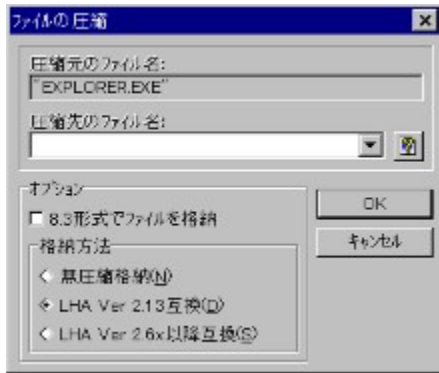 ファイルの圧縮
圧縮元のファイル名:
"EXPLORER.EXE"
圧縮先のファイル名:
オプション
8.3形式でファイルを格納
格納方法
無圧縮格納(N)
LHA Ver 2.13互換(D)
LHA Ver 2.6x以降互換(S)
OK
キャンセル